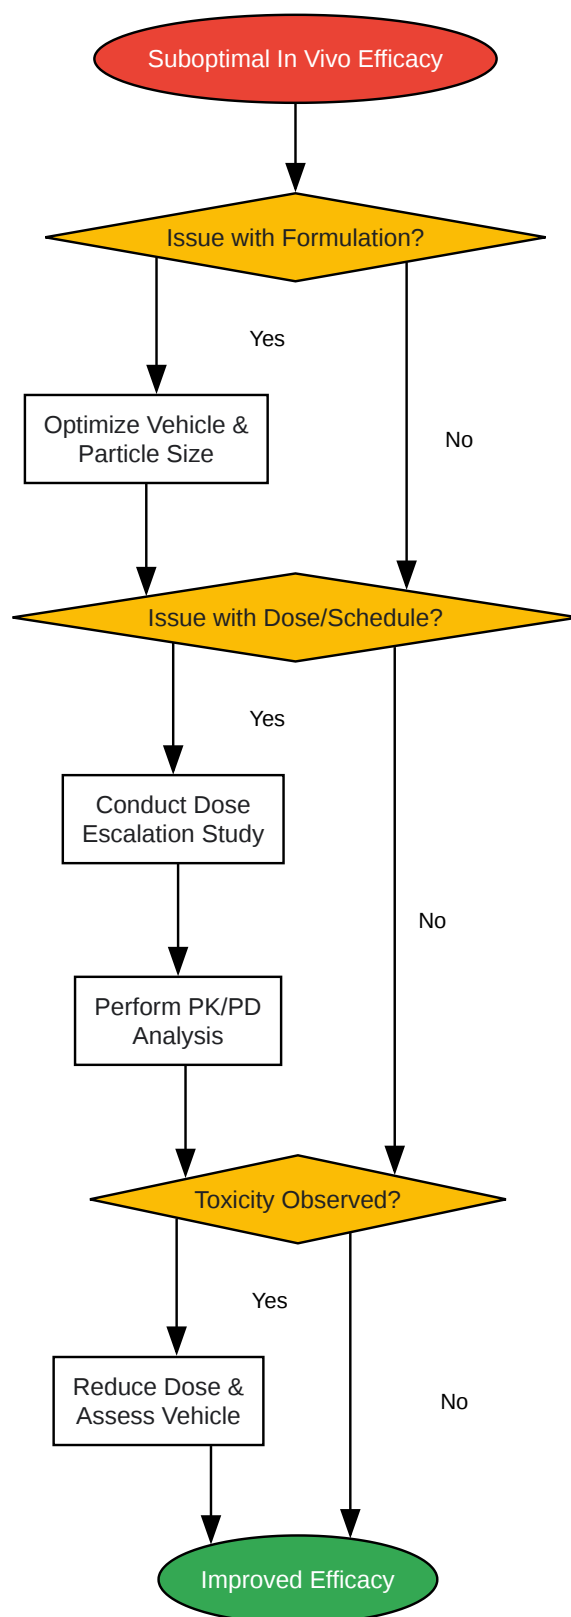 Suboptimal In Vivo Efficacy
Issue with Formulation?
Yes
Optimize Vehicle &
Particle Size
No
Issue with Dose/Schedule?
Yes
Conduct Dose
Escalation Study
No
Perform PK/PD
Analysis
Toxicity Observed?
Yes
Reduce Dose &
Assess Vehicle
No
Improved Efficacy